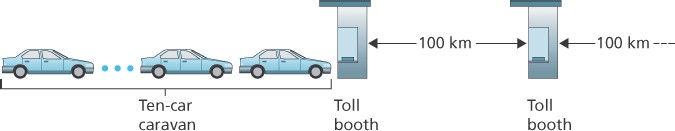 100 km
100 km
Ten-car
caravan
Toll
booth
Toll
booth